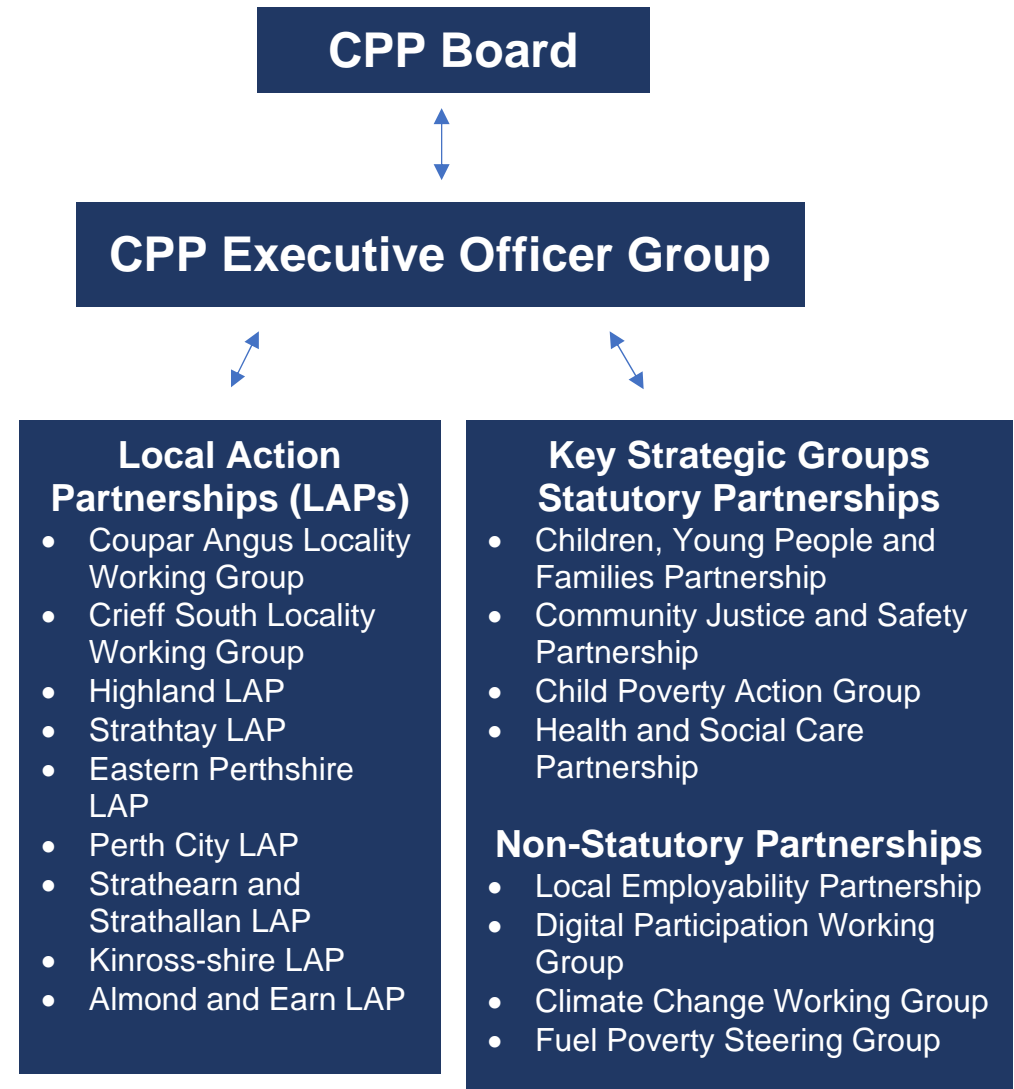 CPP Board
CPP Executive Officer Group
Local Action
Partnerships (LAPs)
• Coupar Angus Locality
Working Group
• Crieff South Locality
Working Group
• Highland LAP
• Strathtay LAP
• Eastern Perthshire
LAP
• Perth City LAP
• Strathearn and
Strathallan LAP
• Kinross-shire LAP
• Almond and Earn LAP
Key Strategic Groups
Statutory Partnerships
• Children, Young People and
Families Partnership
• Community Justice and Safety
Partnership
• Child Poverty Action Group
• Health and Social Care
Partnership
Non-Statutory Partnerships
• Local Employability Partnership
• Digital Participation Working
Group
• Climate Change Working Group
• Fuel Poverty Steering Group